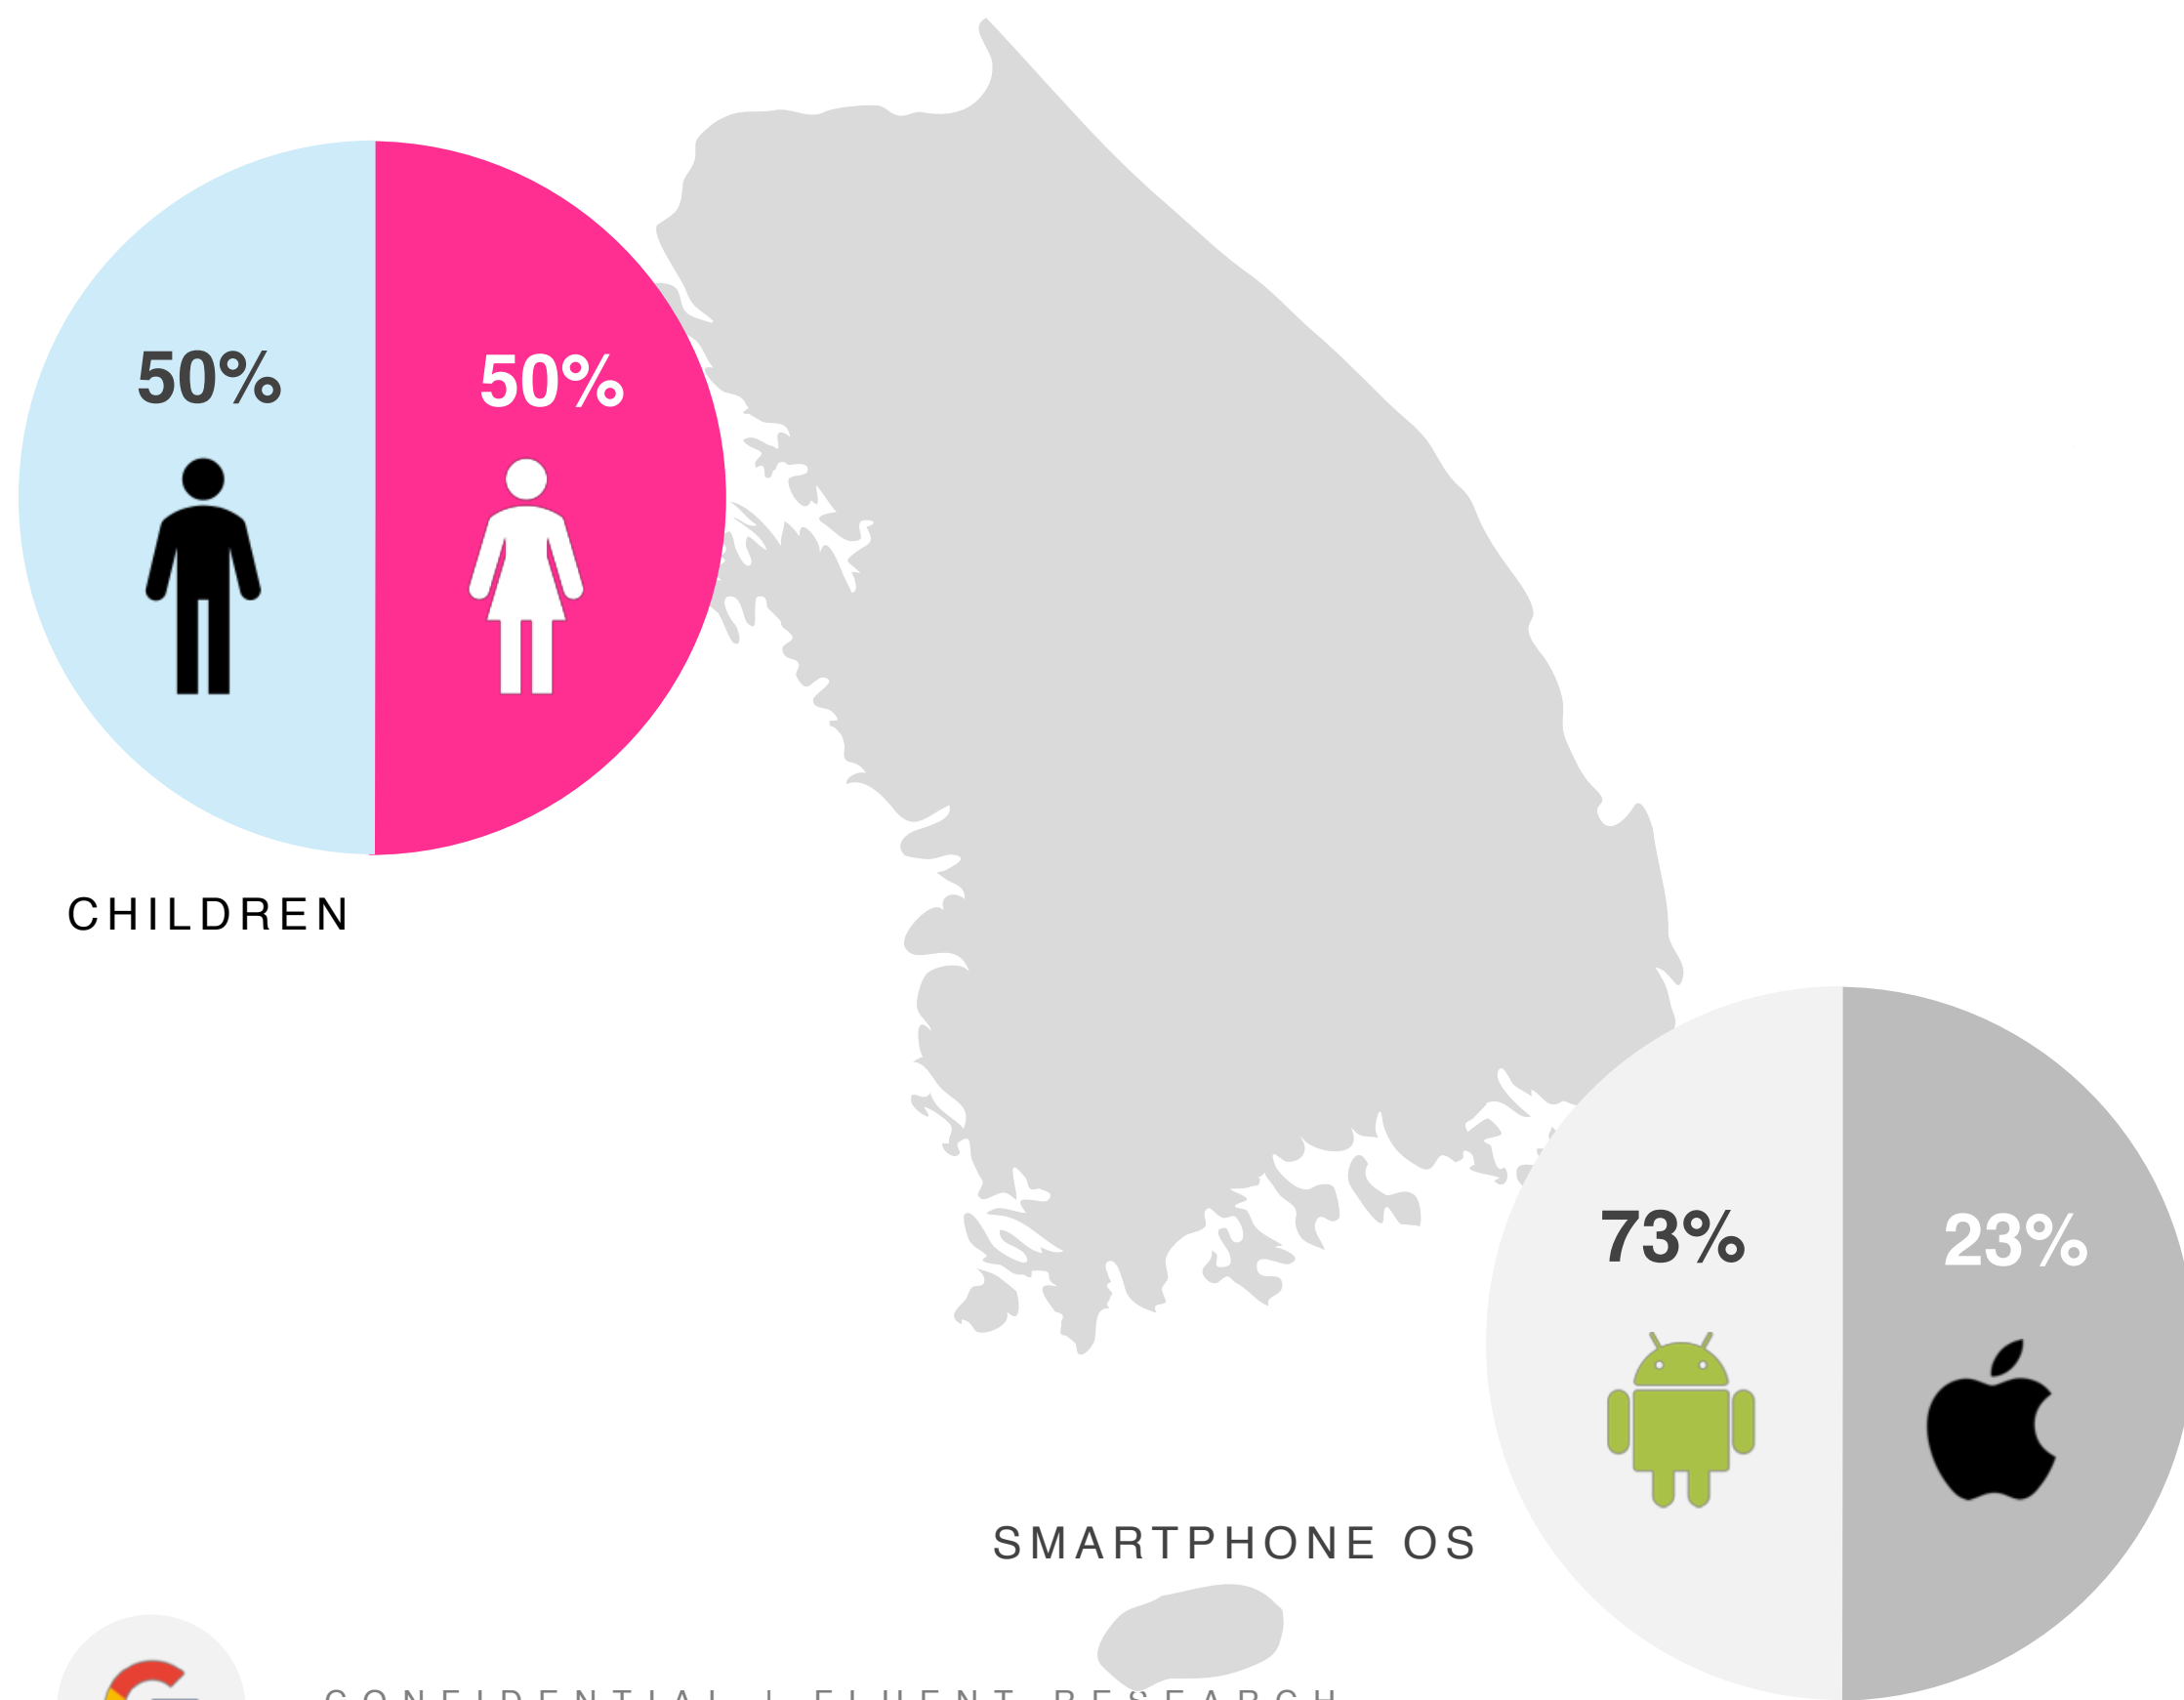 50% 50%
CHILDREN
73% 23%
SMARTPHONE OS
CONFIDENTIAL | FLUENT RESEARCH